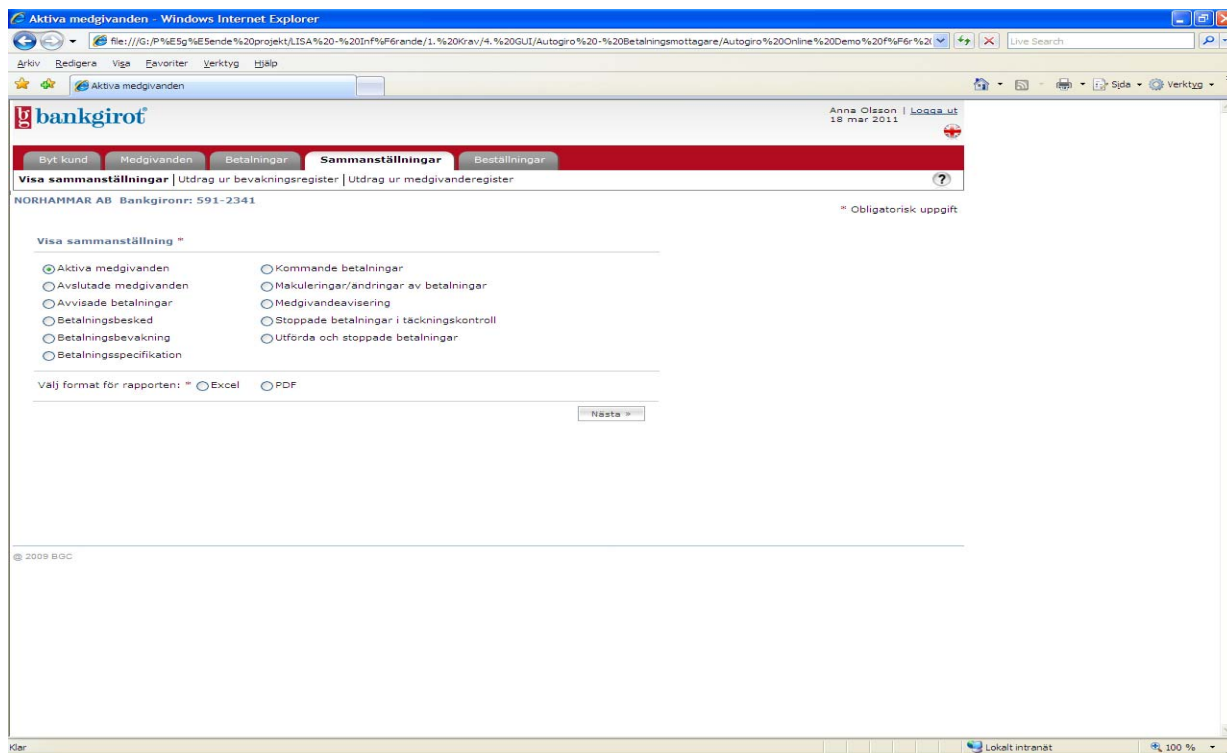 Aktiva medgivanden - Windows Internet Explorer
file:///G:/P%E5g%E5ende%20projekt/LISA%20-%20Inf%F6rande/1.%20Krav/4.%20GUI/Autogiro%20-%20Betalningsmottagare/Autogiro%20Online%20Demo%20f%F6r%2( Live Search
Arkiv Redigera Visa Favoriter Verktyg Hjälp
Aktiva medgivanden Sida Verktyg
bankgirot Anna Olsson | Logga ut
18 mar 2011
Byt kund Medgivanden Betalningar Sammanställningar Beställningar
Visa sammanställningar | Utdrag ur bevakningsregister | Utdrag ur medgivanderegister ?
NORHAMMAR AB Bankgironr: 591-2341
* Obligatorisk uppgift
Visa sammanställning *
Aktiva medgivanden Kommande betalningar
Avslutade medgivanden Makuleringar/ändringar av betalningar
Avvisade betalningar Medgivandeavisering
Betalningsbesked Stoppade betalningar i täckningskontroll
Betalningsbevakning Utförda och stoppade betalningar
Betalningsspecifikation
Välj format för rapporten: * Excel PDF
Nästa »
@ 2009 BGC
Klar Lokalt intranät 100 %